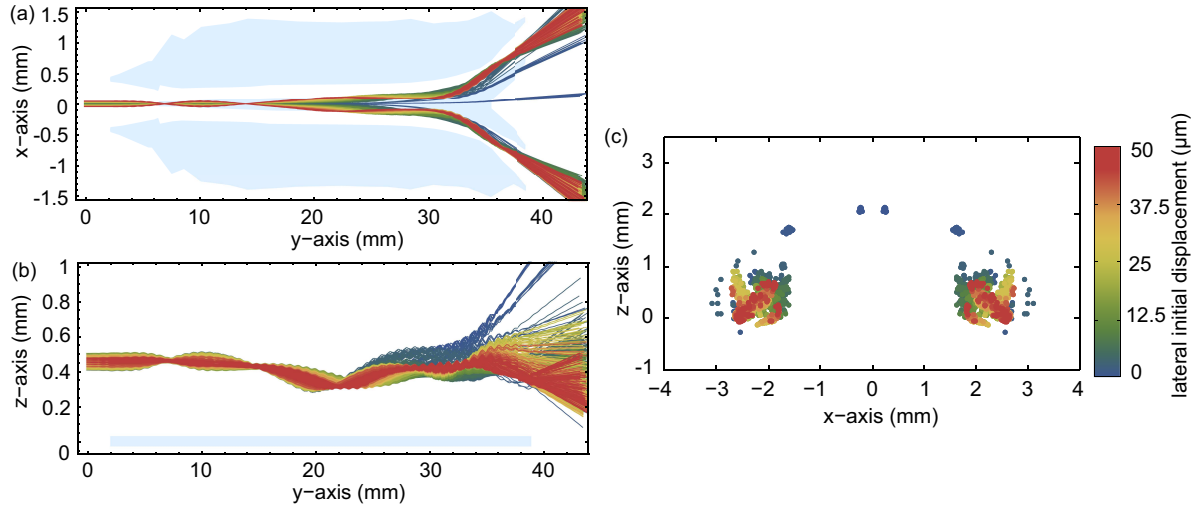 (a)
1.5
1
0.5
0
-0.5
-1
-1.5
x−axis (mm)
0 10 20 30 40
y−axis (mm)
(b)
1
0.8
0.6
0.4
0.2
0
z−axis (mm)
0 10 20 30 40
y−axis (mm)
(c)
3
2
1
0
-1
z−axis (mm)
−4 −3 −2 −1 0 1 2 3 4
x−axis (mm)
50
37.5
25
12.5
0
lateral initial displacement (μm)